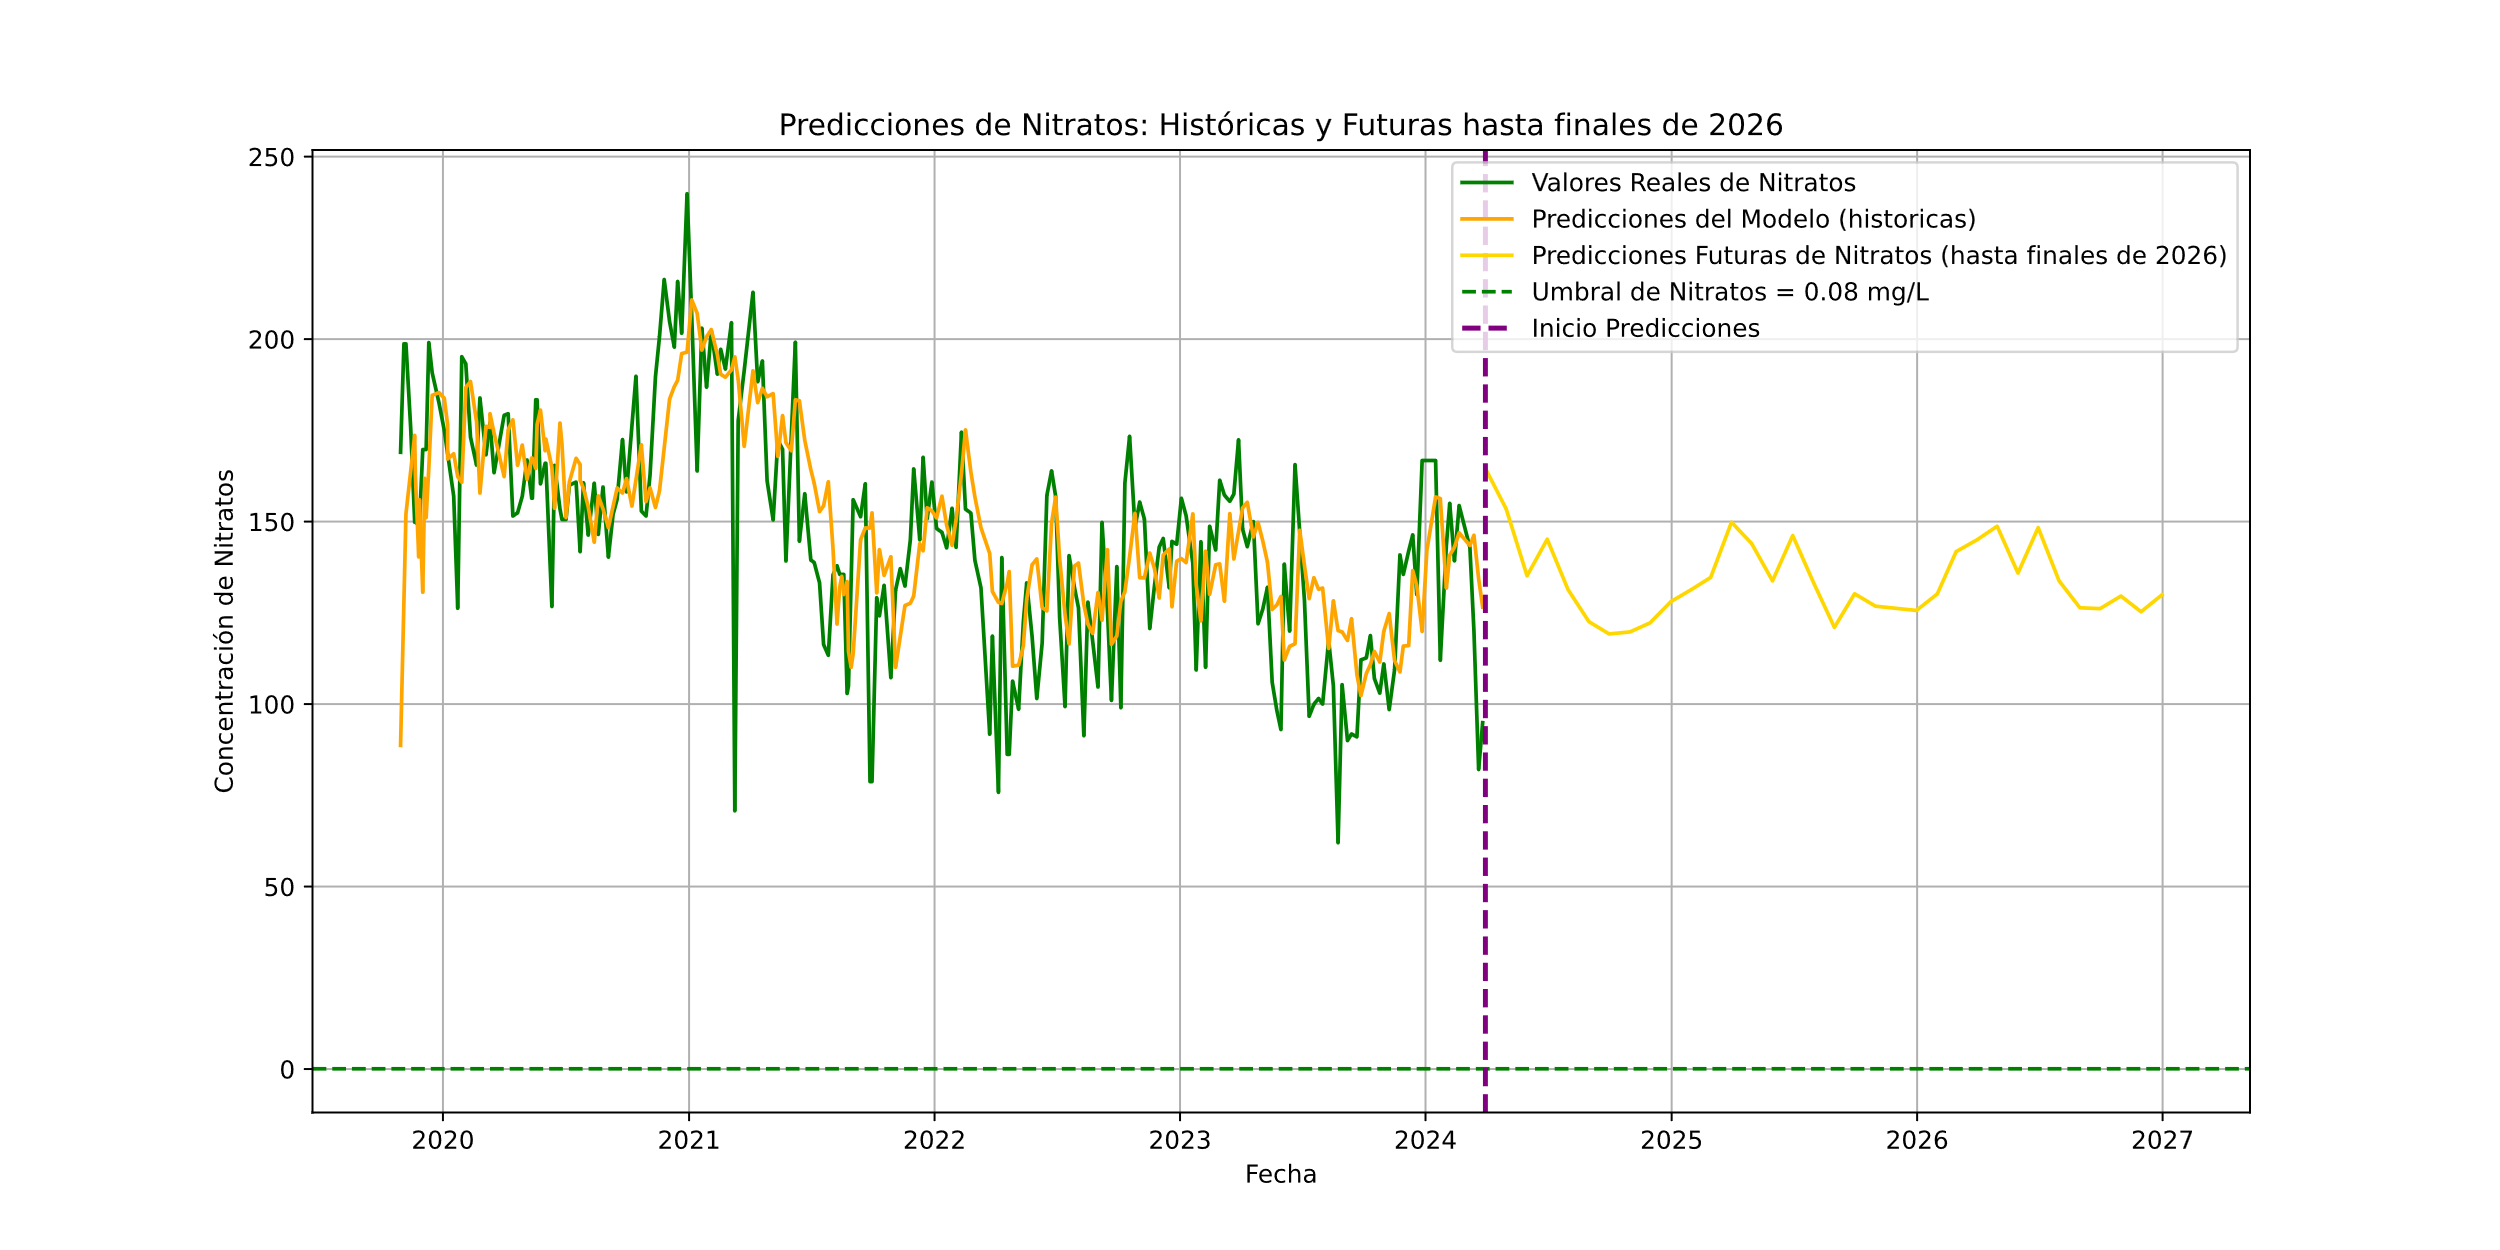 Predicciones de Nitratos: Históricas y Futuras hasta finales de 2026
Valores Reales de Nitratos
Predicciones del Modelo (historicas)
Predicciones Futuras de Nitratos (hasta finales de 2026)
Umbral de Nitratos = 0.08 mg/L
Inicio Predicciones
Concentración de Nitratos
250
200
150
100
50
0
2020
2021
2022
2023
2024
2025
2026
2027
Fecha